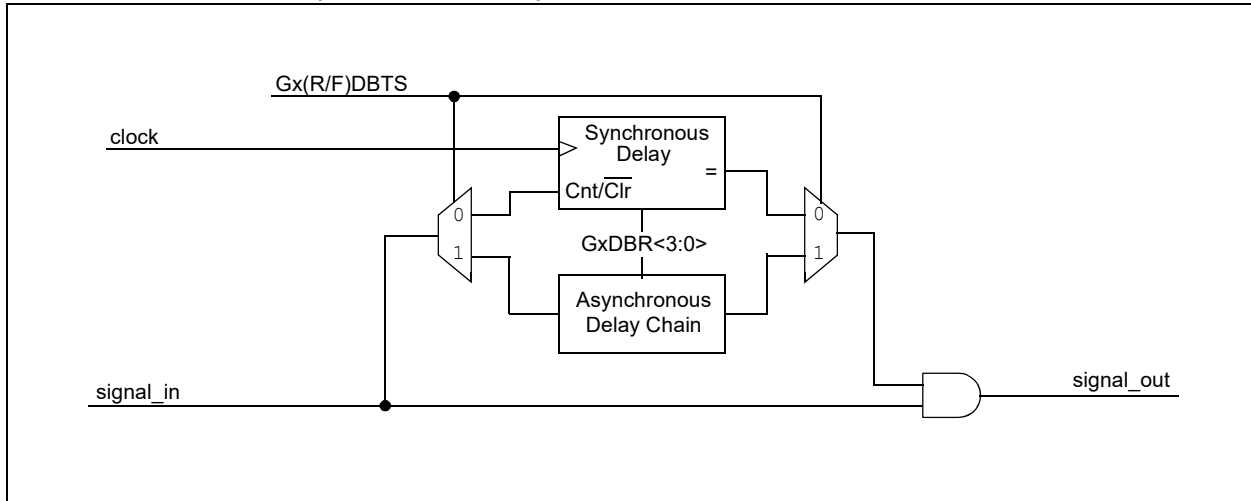 Gx(R/F)DBTS
clock
Synchronous
Delay
=
Cnt/Clr
0
0
GxDBR<3:0>
1
1
Asynchronous
Delay Chain
signal_in
signal_out